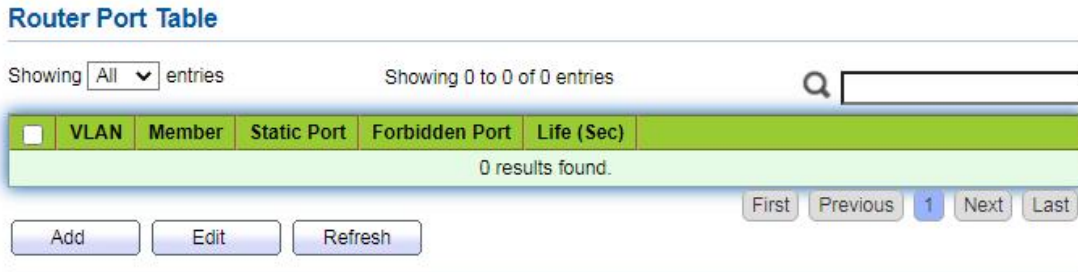 Router Port Table
Showing All entries Showing 0 to 0 of 0 entries
VLAN Member Static Port Forbidden Port Life (Sec)
0 results found.
First Previous 1 Next Last
Add Edit Refresh